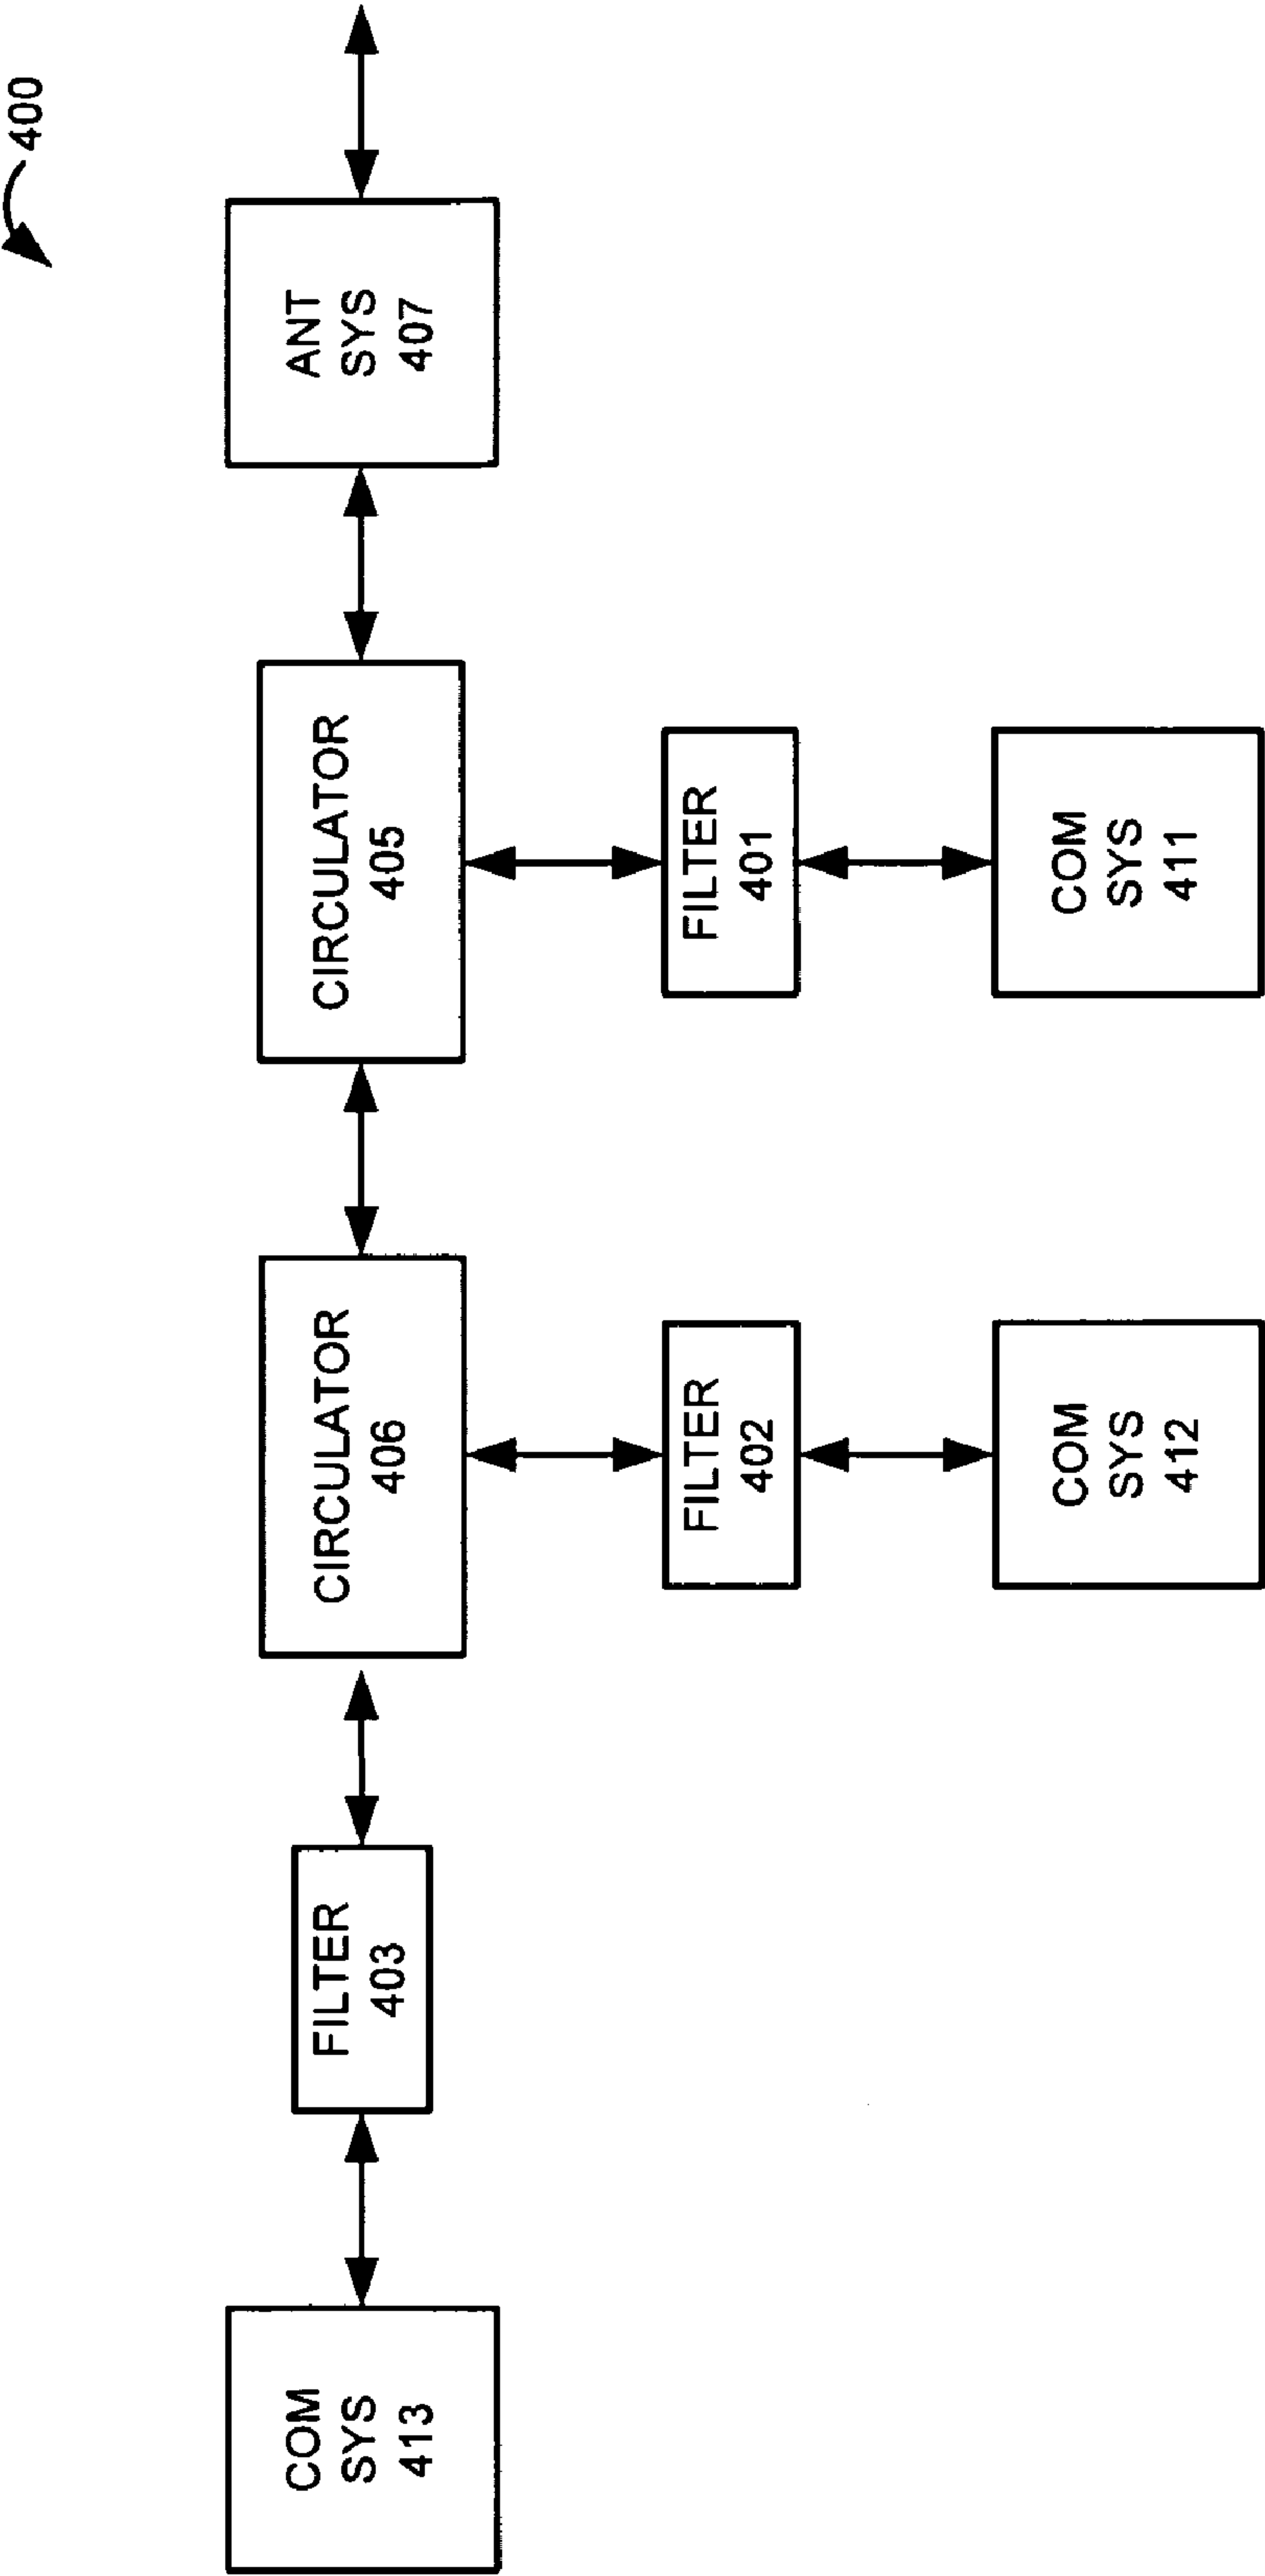 400
COM
SYS
413
FILTER
403
CIRCULATOR
406
CIRCULATOR
405
ANT
SYS
407
FILTER
402
FILTER
401
COM
SYS
412
COM
SYS
411